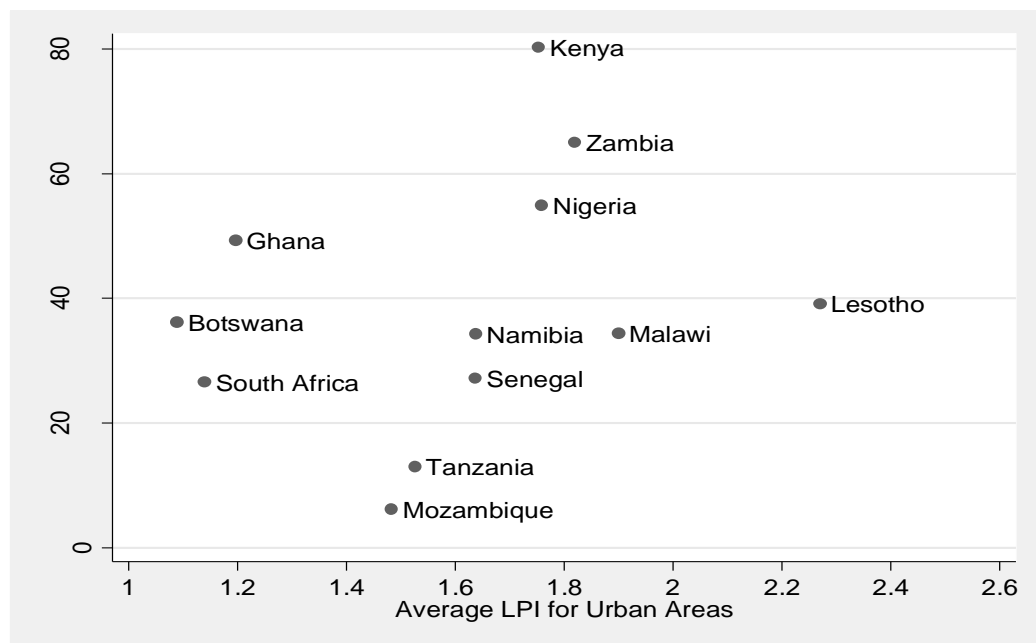 80
Kenya
Zambia
60
Nigeria
Ghana
40
Lesotho
Botswana
Namibia
Malawi
South Africa
Senegal
20
Tanzania
Mozambique
0
1 1.2 1.4 1.6 1.8 2 2.2 2.4 2.6
Average LPI for Urban Areas